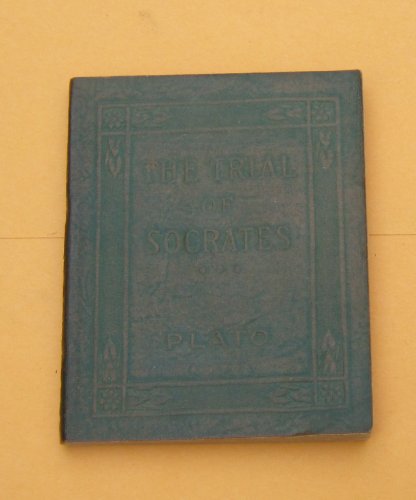 THE TRIAL
OF
SOCRATES
PLATO